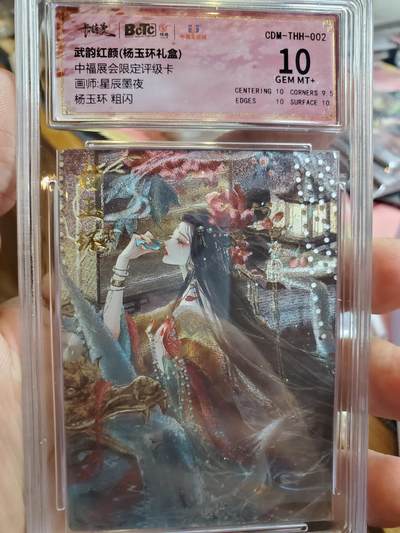 卡佳文
BCTC
CDM-THH-002
武韵红颜(杨玉环礼盒)
中福展会限定评级卡
画师:星辰墨夜
杨玉环 粗闪
10
GEM MT+
CENTERING 10 CORNERS 9.5
EDGES 10 SURFACE 10